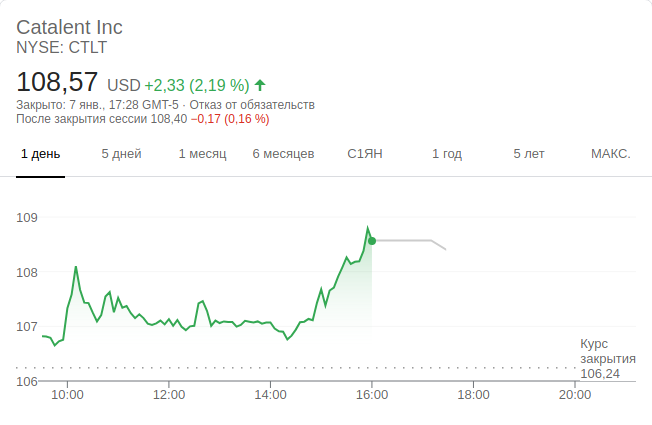 Catalent Inc
NYSE: CTLT
108,57 USD +2,33 (2,19 %)
Закрыто: 7 янв., 17:28 GMT-5 · Отказ от обязательств
После закрытия сессии 108,40 −0,17 (0,16 %)
1 день 5 дней 1 месяц 6 месяцев С1ЯН 1 год 5 лет МАКС.
109
108
107
Курс
закрытия
106,24
106
10:00 12:00 14:00 16:00 18:00 20:00